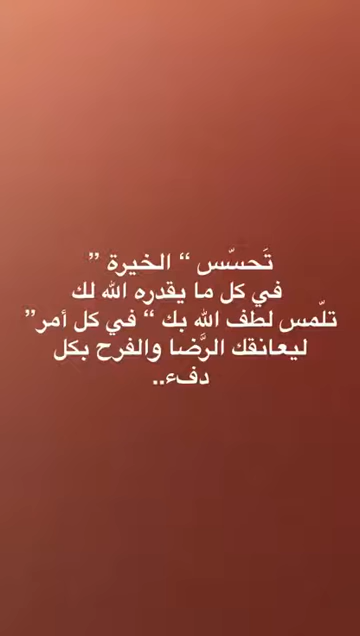 تَحسّس “ الخيرة ”
في كل ما يقدره الله لك
تلّمس لطف الله بك “ في كل أمر”
ليعانقك الرَّضا والفرح بكل
دفء..